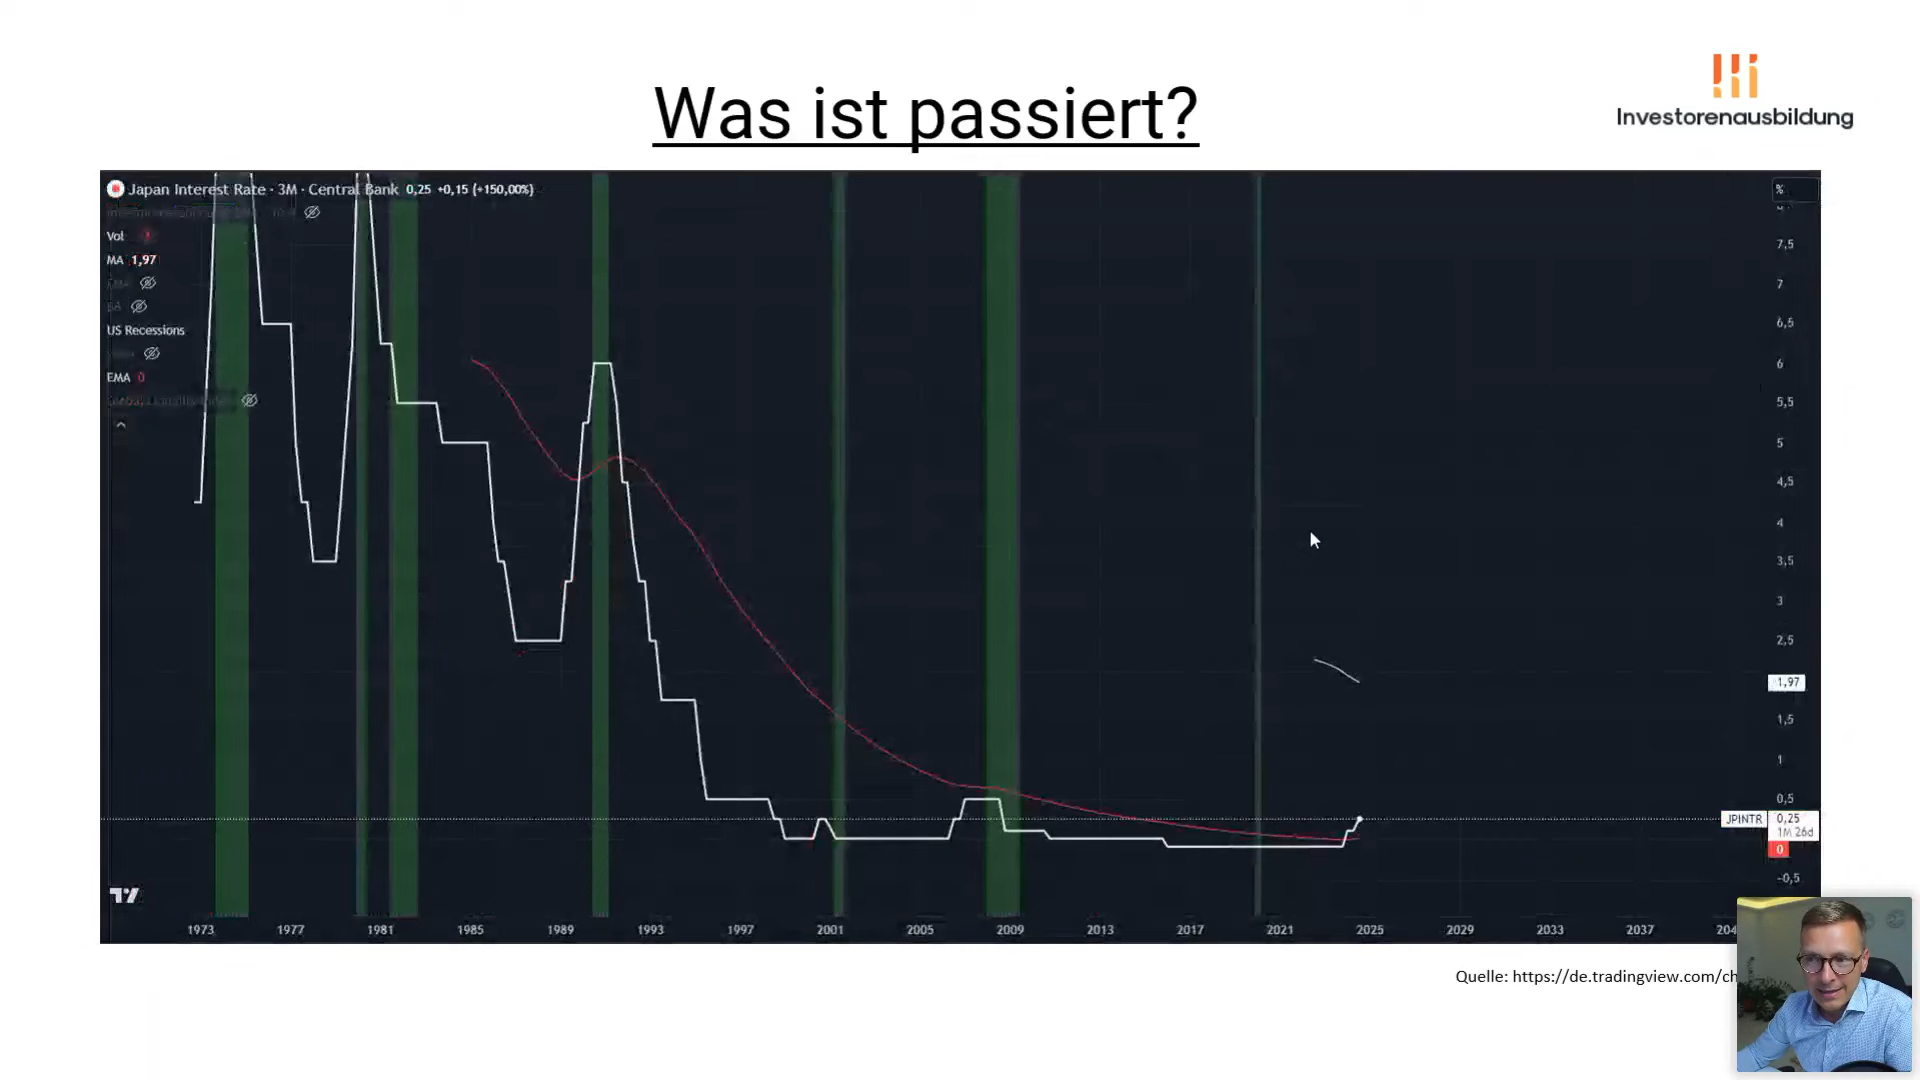 Was ist passiert?
Investorenausbildung
Japan Interest Rate · 3M · Central Bank 0,25 +0,15 (+150,00%)
Vol
MA 1,97
US Recessions
EMA 0
%
7,5
7
6,5
6
5,5
5
4,5
4
3,5
3
2,5
1,97
1,5
1
0,5
JPINTR 0,25
1M 26d
0
-0,5
1973 1977 1981 1985 1989 1993 1997 2001 2005 2009 2013 2017 2021 2025 2029 2033 2037
Quelle: https://de.tradingview.com/ch